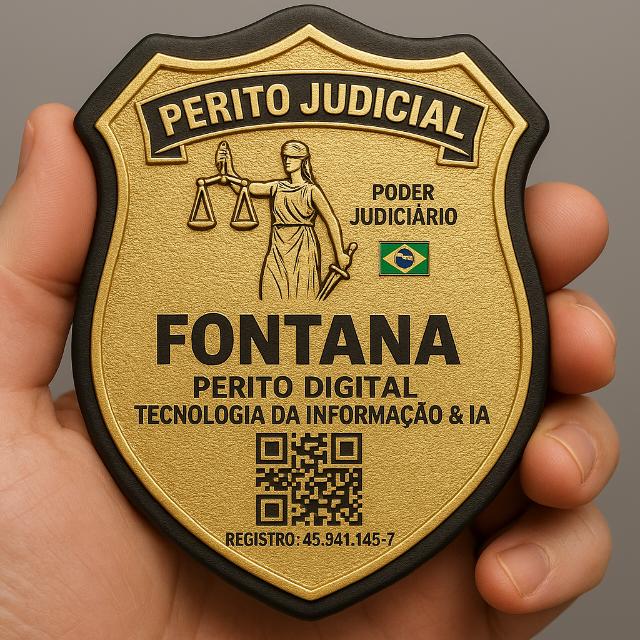 PERITO JUDICIAL
PODER
JUDICIÁRIO
FONTANA
PERITO DIGITAL
TECNOLOGIA DA INFORMAÇÃO & IA
REGISTRO: 45.941.145-7